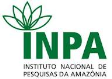 INPA
INSTITUTO NACIONAL DE
PESQUISAS DA AMAZÔNIA